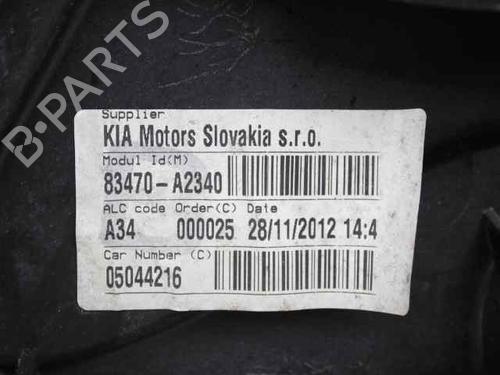 B-PARTS
Supplier
KIA Motors Slovakia s.r.o.
Modul Id(M)
83470-A2340
ALC code Order(C) Date
A34 000025 28/11/2012 14:4
Car Number (C)
05044216